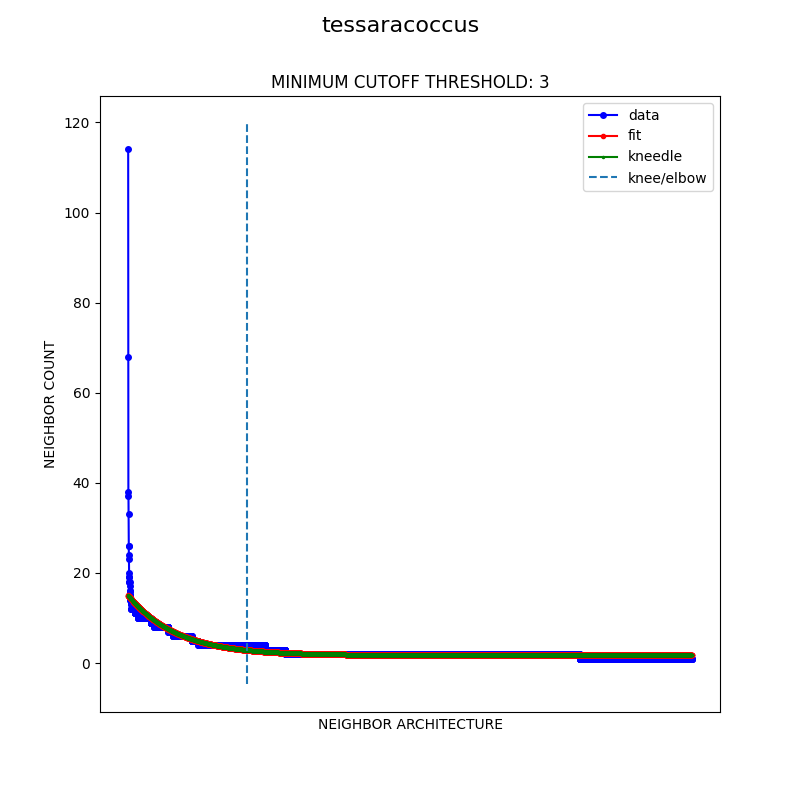 tessaracoccus
MINIMUM CUTOFF THRESHOLD: 3
data
fit
kneedle
knee/elbow
120
100
80
60
40
20
0
NEIGHBOR COUNT
NEIGHBOR ARCHITECTURE